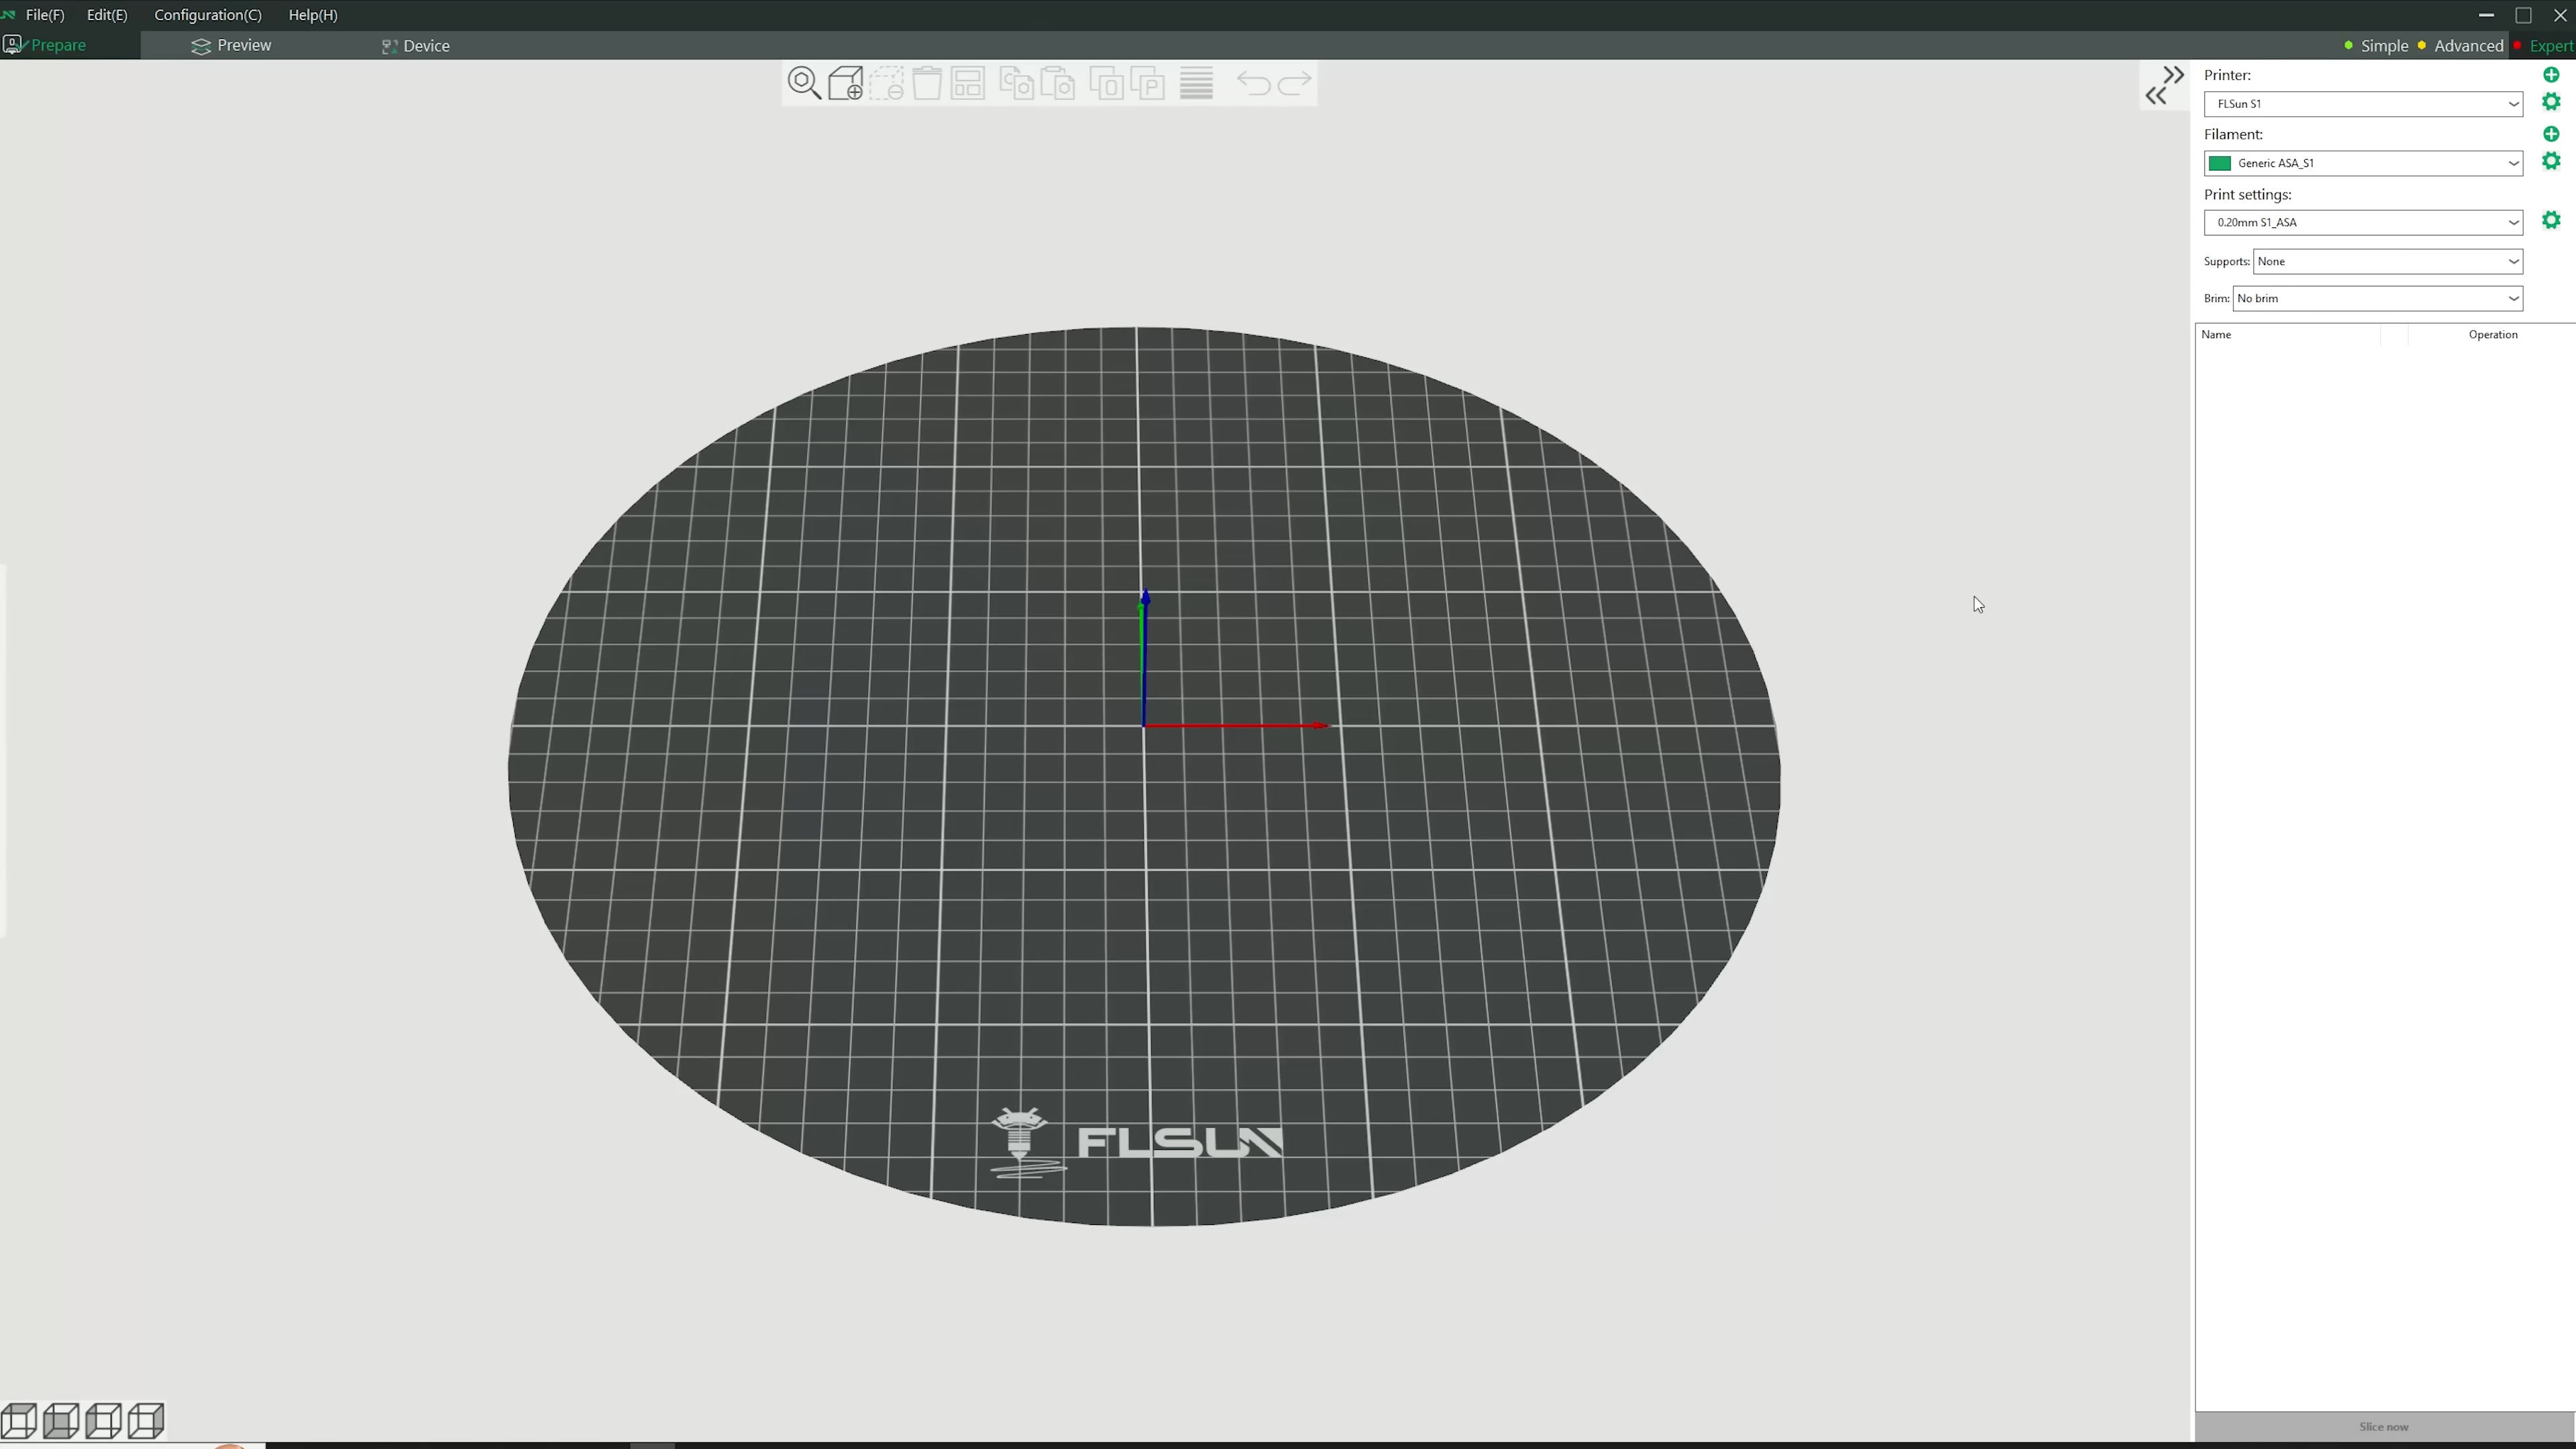 File(F) Edit(E) Configuration(C) Help(H)
Prepare Preview Device Simple Advanced Expert
Printer:
FLSun S1
Filament:
Generic ASA_S1
Print settings:
0.20mm S1_ASA
Supports: None
Brim: No brim
Name Operation
FLSUN
Slice now